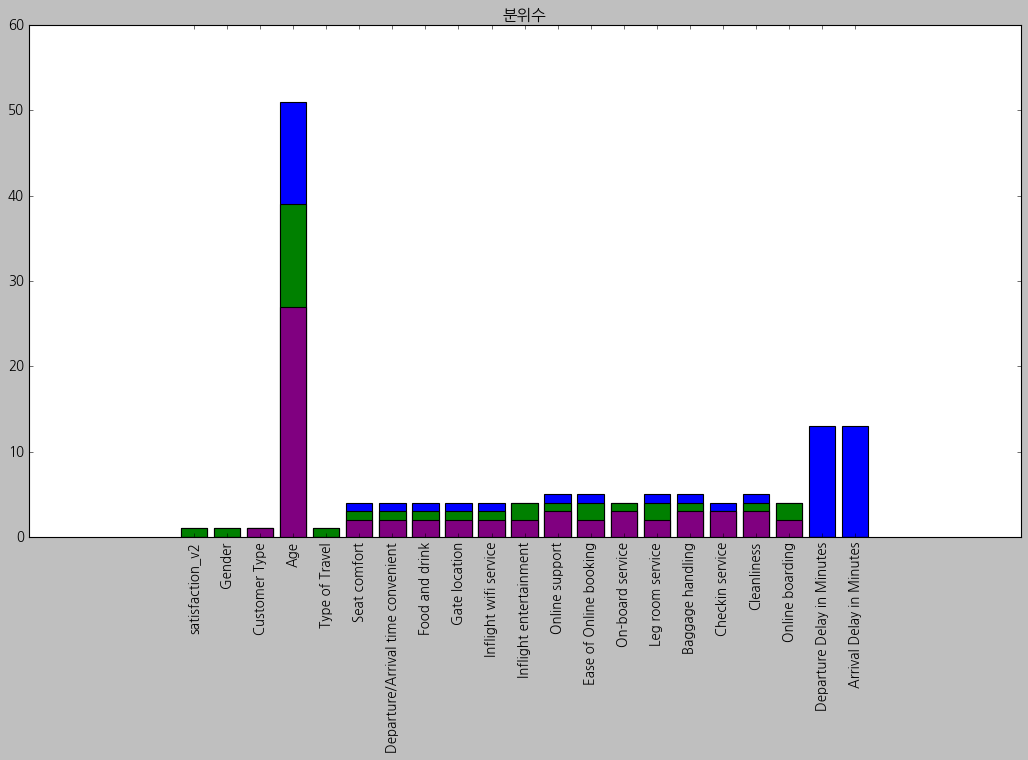 분위수
60
50
40
30
20
10
0
satisfaction_v2
Gender
Customer Type
Age
Type of Travel
Seat comfort
Departure/Arrival time convenient
Food and drink
Gate location
Inflight wifi service
Inflight entertainment
Online support
Ease of Online booking
On-board service
Leg room service
Baggage handling
Checkin service
Cleanliness
Online boarding
Departure Delay in Minutes
Arrival Delay in Minutes